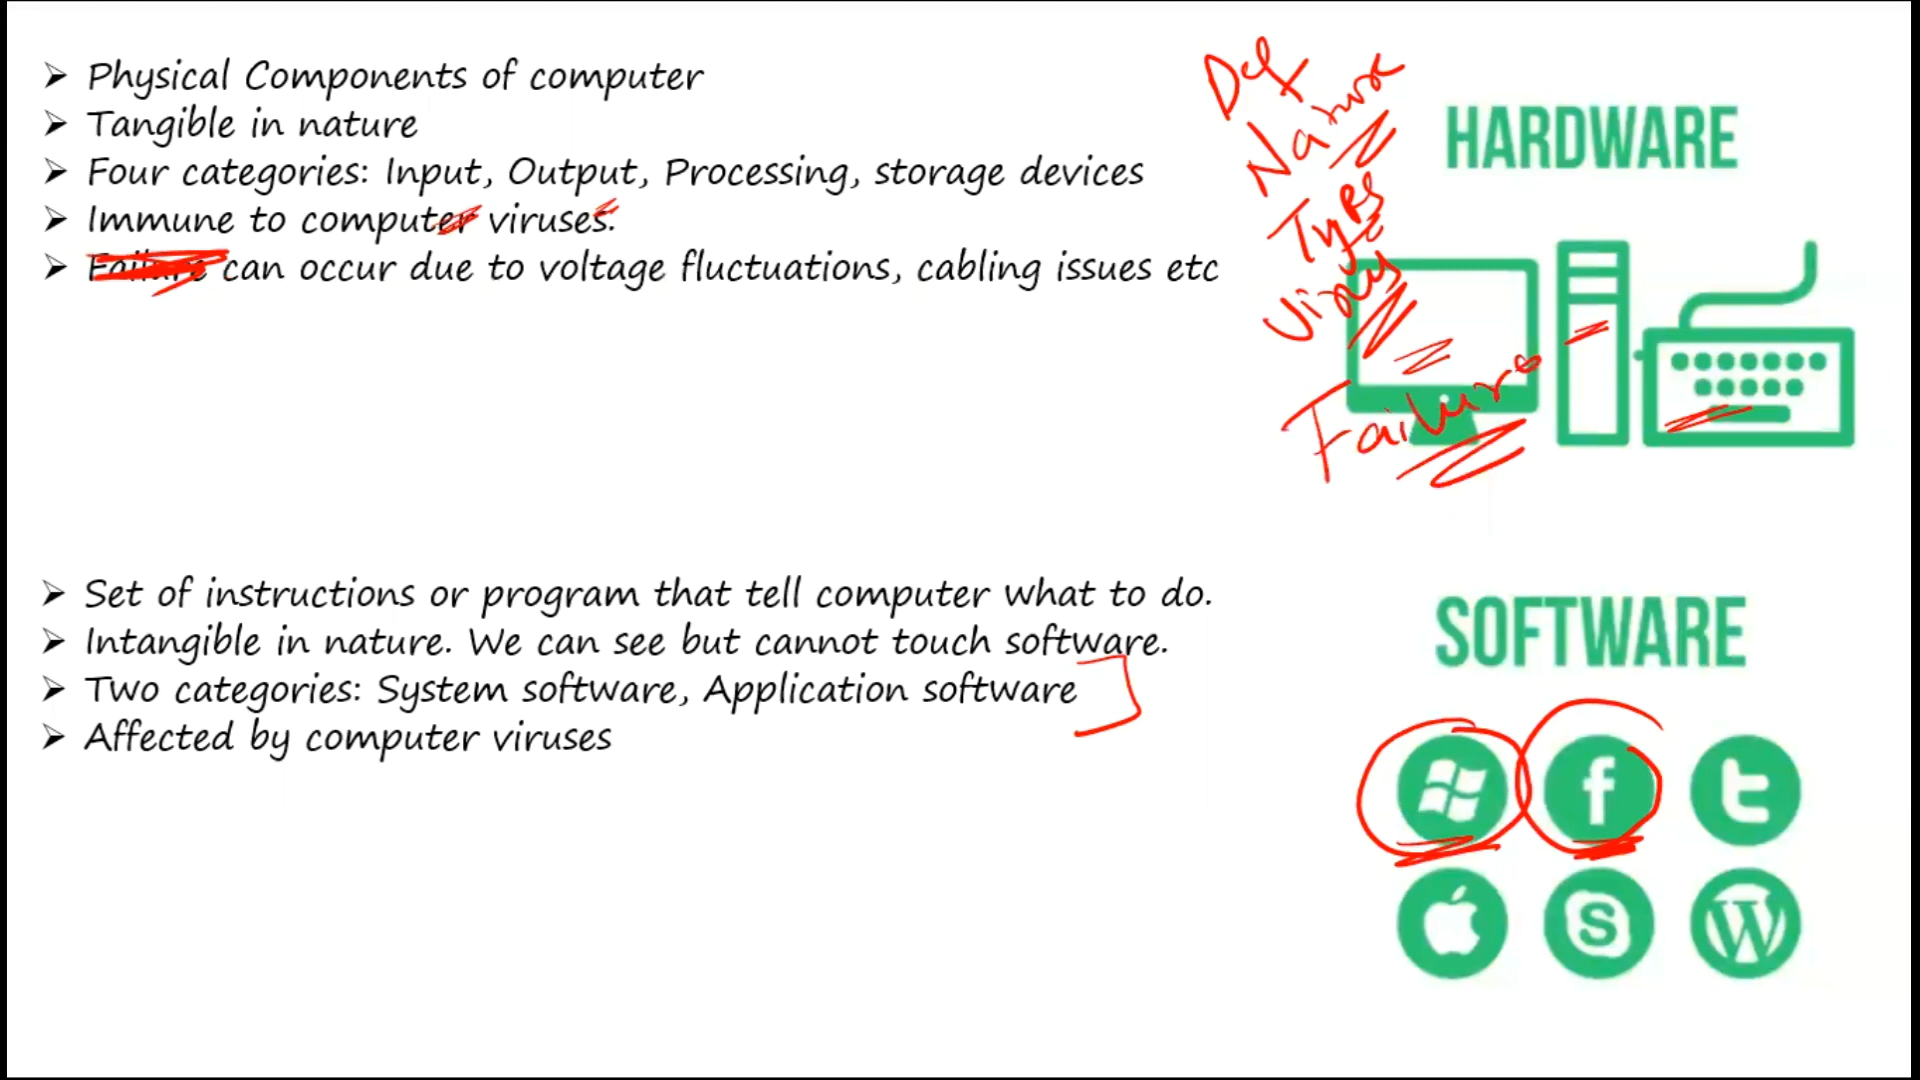 Physical Components of computer
Tangible in nature
Four categories: Input, Output, Processing, storage devices
Immune to computer viruses.
Failure can occur due to voltage fluctuations, cabling issues etc
Def
Nature
Types
Virus
Failure
HARDWARE
Set of instructions or program that tell computer what to do.
Intangible in nature. We can see but cannot touch software.
Two categories: System software, Application software
Affected by computer viruses
SOFTWARE